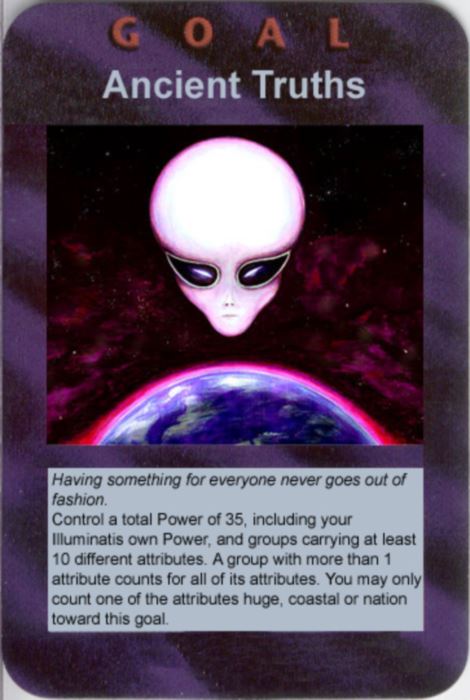 GOAL
Ancient Truths
Having something for everyone never goes out of
fashion.
Control a total Power of 35, including your
Illuminatis own Power, and groups carrying at least
10 different attributes. A group with more than 1
attribute counts for all of its attributes. You may only
count one of the attributes huge, coastal or nation
toward this goal.